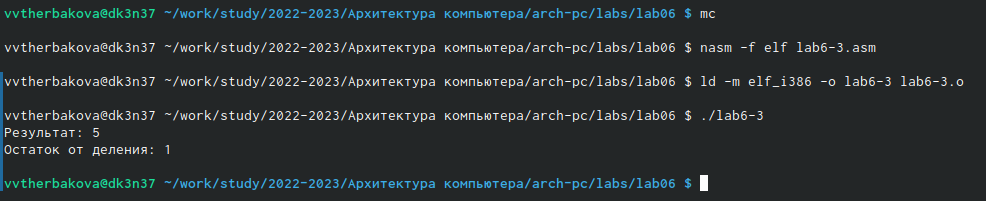 vvtherbakova@dk3n37 ~/work/study/2022-2023/Архитектура компьютера/arch-pc/labs/lab06 $ mc
vvtherbakova@dk3n37 ~/work/study/2022-2023/Архитектура компьютера/arch-pc/labs/lab06 $ nasm -f elf lab6-3.asm
vvtherbakova@dk3n37 ~/work/study/2022-2023/Архитектура компьютера/arch-pc/labs/lab06 $ ld -m elf_i386 -o lab6-3 lab6-3.o
vvtherbakova@dk3n37 ~/work/study/2022-2023/Архитектура компьютера/arch-pc/labs/lab06 $ ./lab6-3
Результат: 5
Остаток от деления: 1
vvtherbakova@dk3n37 ~/work/study/2022-2023/Архитектура компьютера/arch-pc/labs/lab06 $